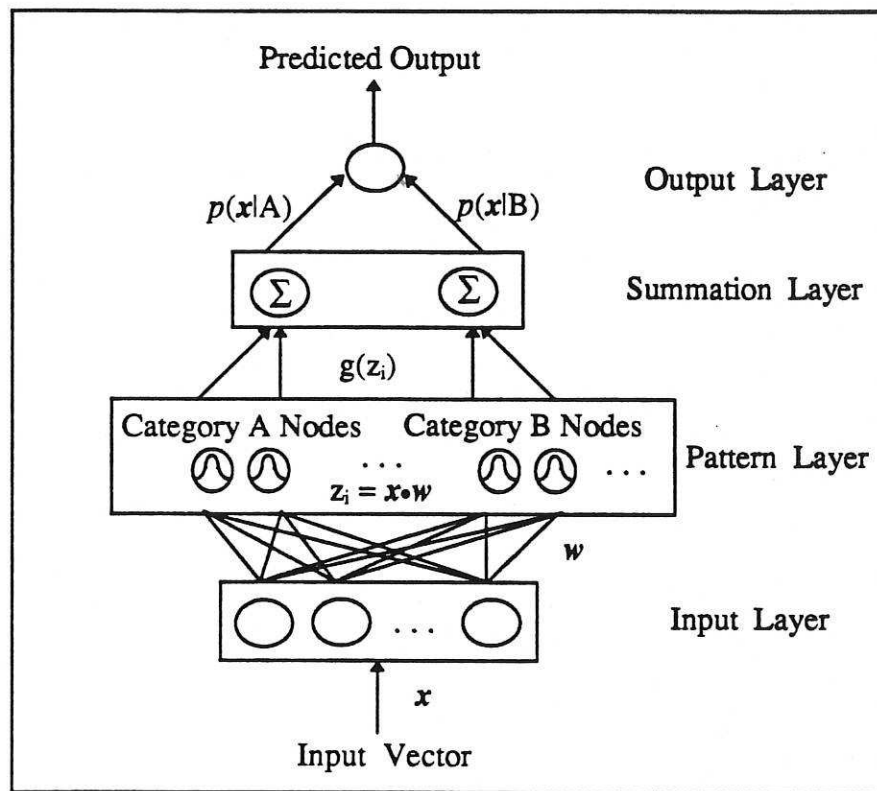 Predicted Output
Output Layer
p(x|A) p(x|B)
Σ Σ
Summation Layer
g(zᵢ)
Category A Nodes Category B Nodes
. . . . . .
Pattern Layer
zᵢ = x•w
w
. . .
Input Layer
x
Input Vector